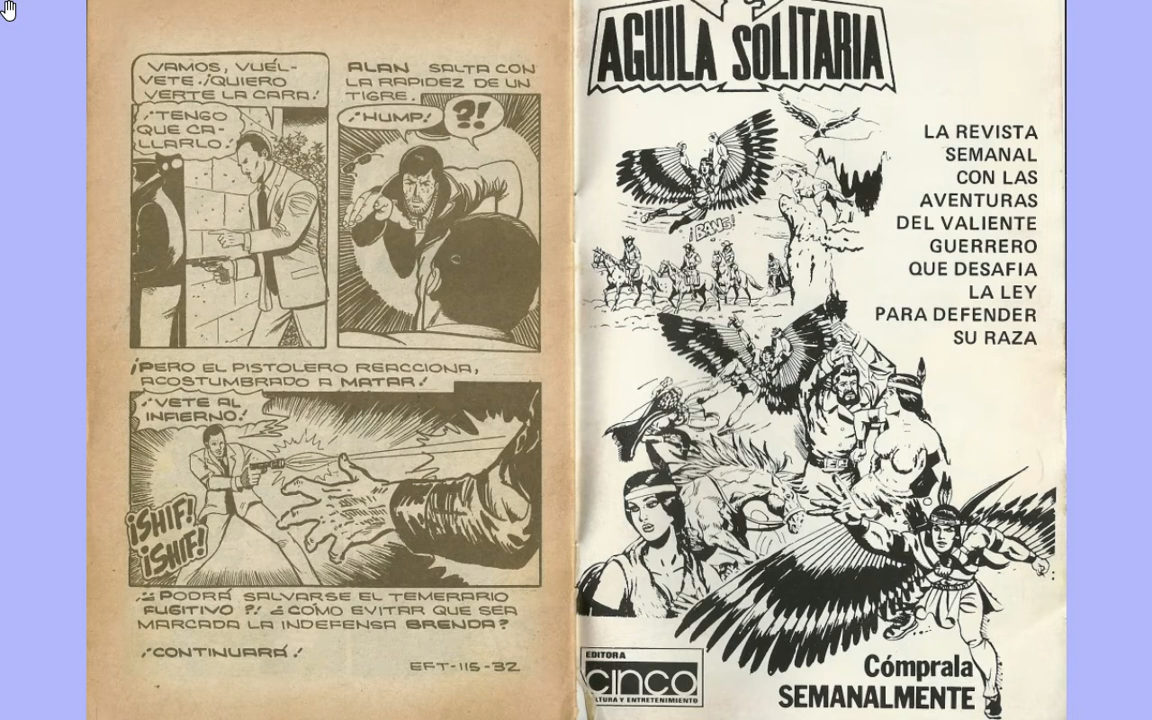 VAMOS, VUÉL-
VETE. ¡QUIERO
VERTE LA CARA!
¡TENGO
QUE CA-
LLARLO!
ALAN SALTA CON
LA RAPIDEZ DE UN
TIGRE.
¡HUMP!
?!
¡PERO EL PISTOLERO REACCIONA,
ACOSTUMBRADO A MATAR!
¡VETE AL
INFIERNO!
¡SHIF!
¡SHIF!
¿PODRÁ SALVARSE EL TEMERARIO
FUGITIVO ?! ¿CÓMO EVITAR QUE SEA
MARCADA LA INDEFENSA BRENDA?
¡CONTINUARÁ!
EFT-115-32
AGUILA SOLITARIA
LA REVISTA
SEMANAL
CON LAS
AVENTURAS
DEL VALIENTE
GUERRERO
QUE DESAFIA
LA LEY
PARA DEFENDER
SU RAZA
¡BANG!
EDITORA
cinco
LTURA Y ENTRETENIMIENTO
Cómprala
SEMANALMENTE